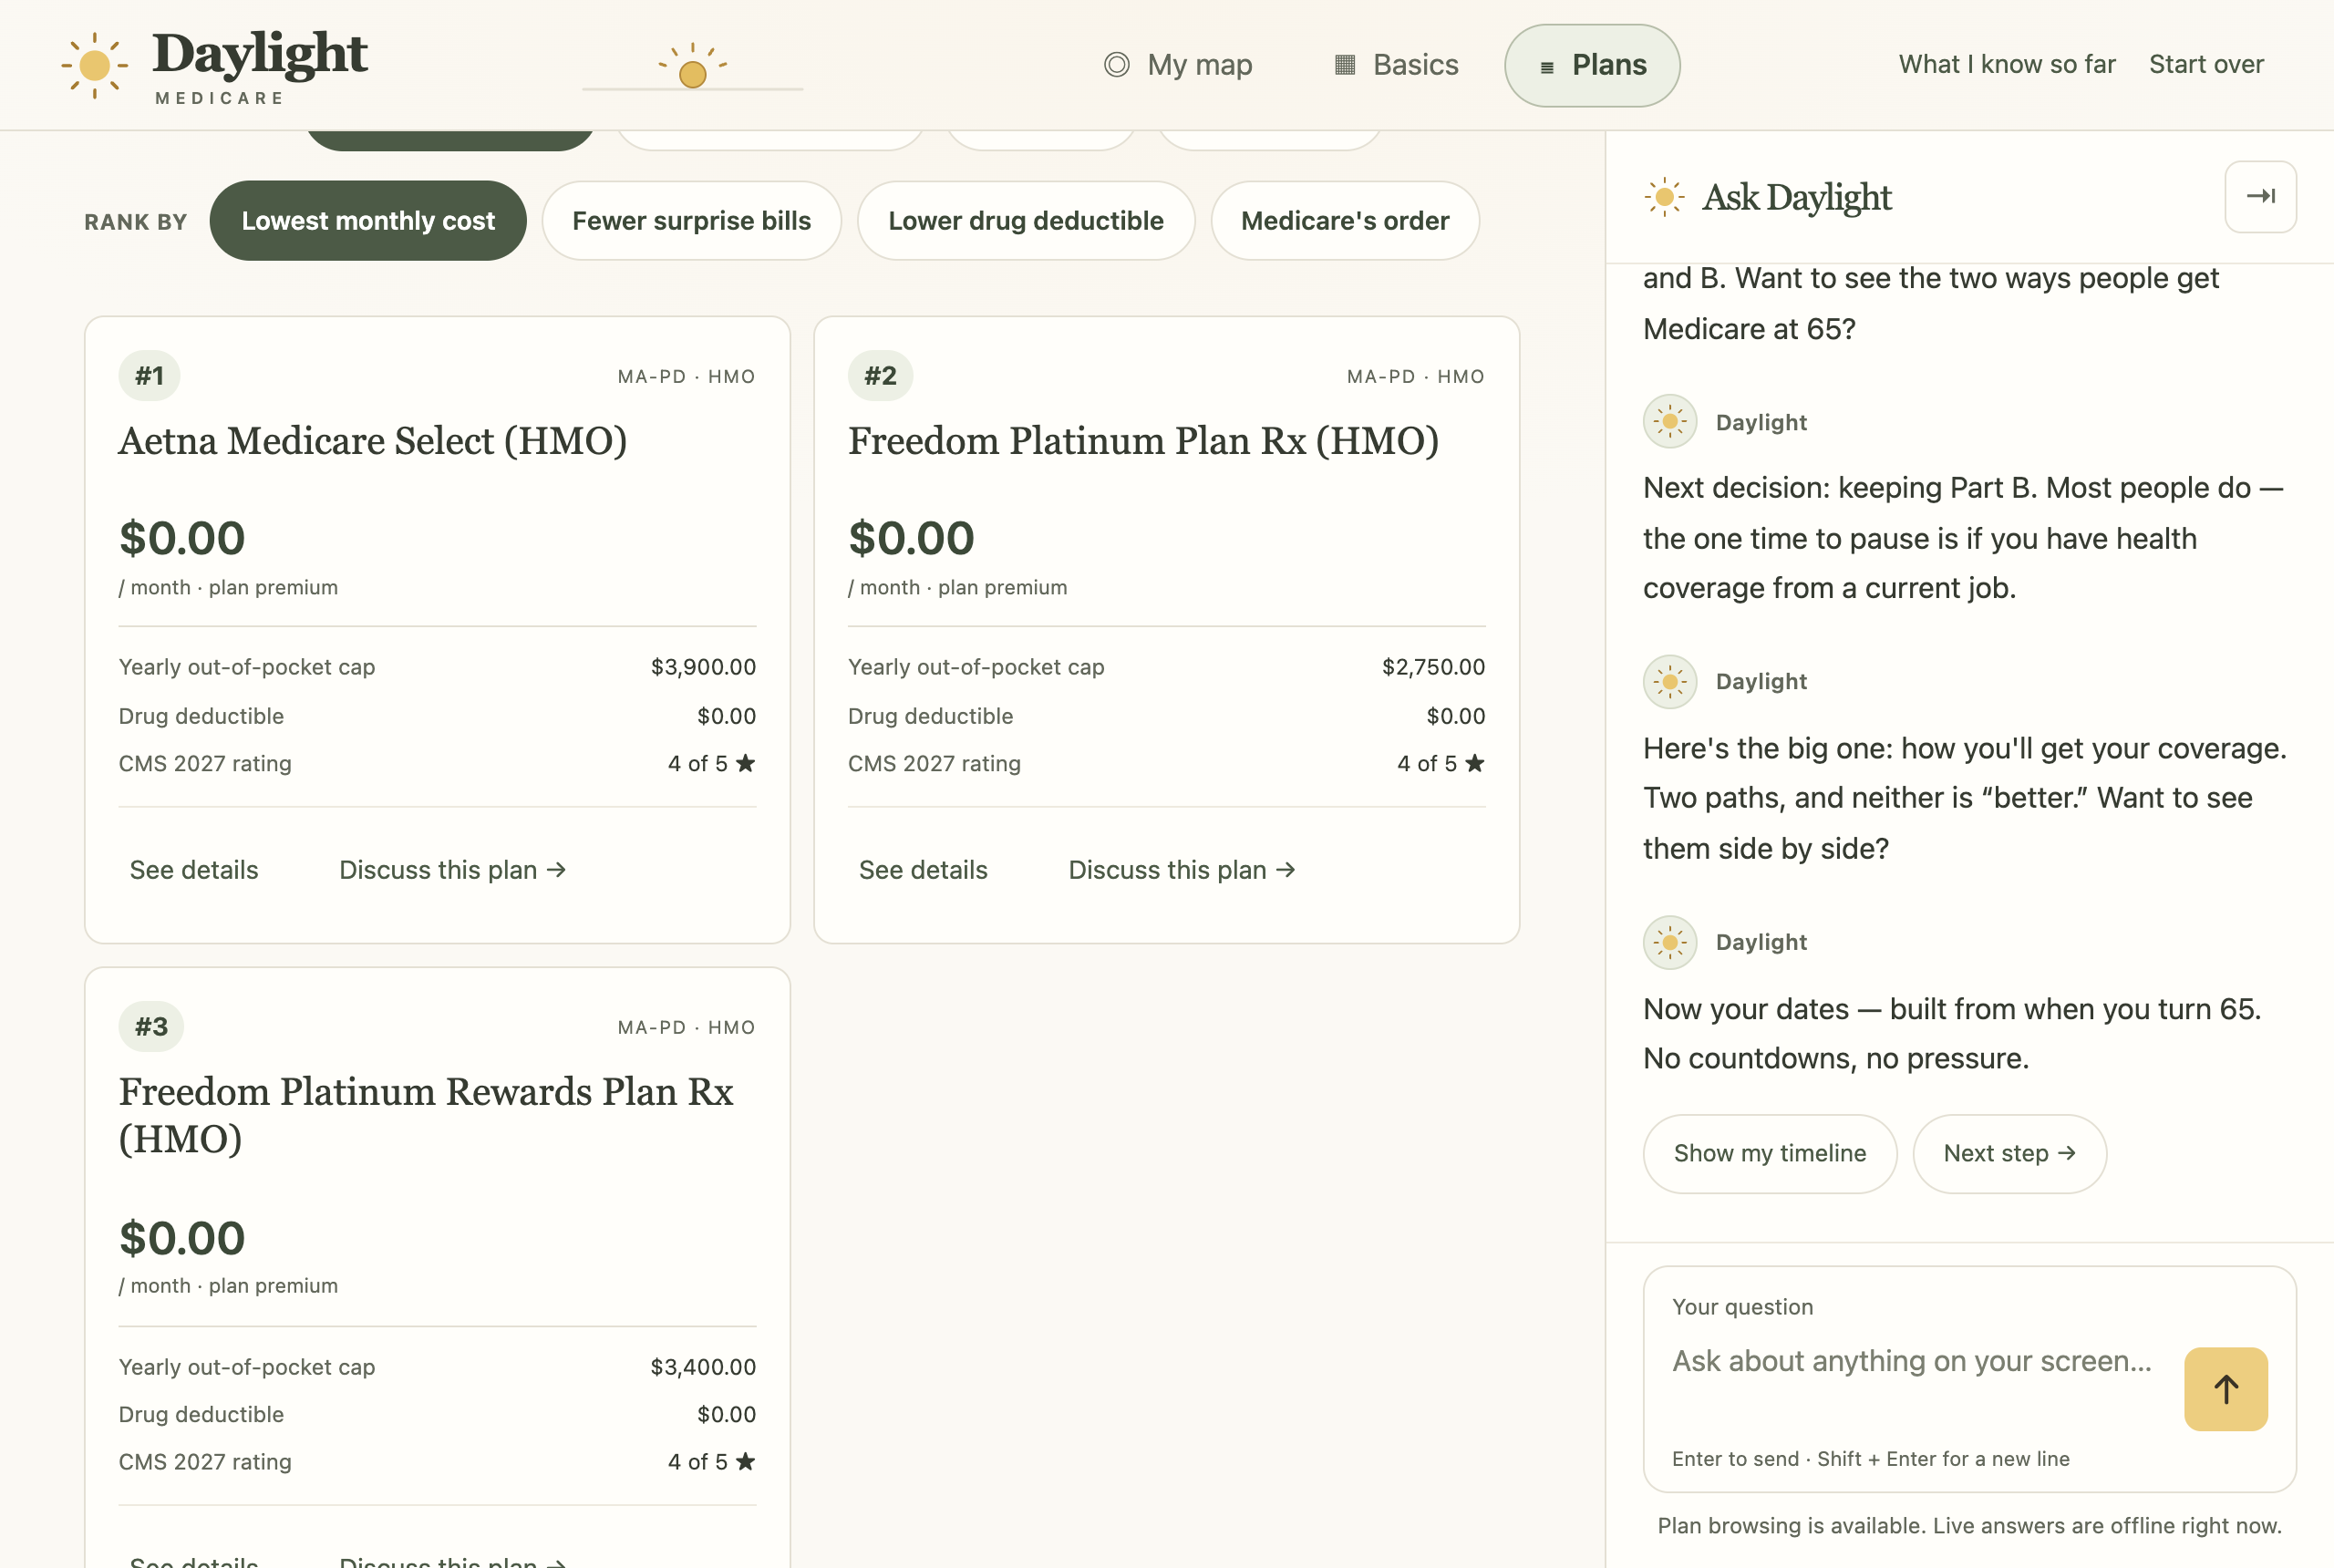 Daylight
MEDICARE
My map
Basics
Plans
What I know so far
Start over
RANK BY
Lowest monthly cost
Fewer surprise bills
Lower drug deductible
Medicare's order
#1
MA-PD · HMO
Aetna Medicare Select (HMO)
$0.00
/ month · plan premium
Yearly out-of-pocket cap $3,900.00
Drug deductible $0.00
CMS 2027 rating 4 of 5 ★
See details
Discuss this plan →
#2
MA-PD · HMO
Freedom Platinum Plan Rx (HMO)
$0.00
/ month · plan premium
Yearly out-of-pocket cap $2,750.00
Drug deductible $0.00
CMS 2027 rating 4 of 5 ★
See details
Discuss this plan →
#3
MA-PD · HMO
Freedom Platinum Rewards Plan Rx
(HMO)
$0.00
/ month · plan premium
Yearly out-of-pocket cap $3,400.00
Drug deductible $0.00
CMS 2027 rating 4 of 5 ★
See details
Discuss this plan →
Ask Daylight
and B. Want to see the two ways people get
Medicare at 65?
Daylight
Next decision: keeping Part B. Most people do —
the one time to pause is if you have health
coverage from a current job.
Daylight
Here's the big one: how you'll get your coverage.
Two paths, and neither is “better.” Want to see
them side by side?
Daylight
Now your dates — built from when you turn 65.
No countdowns, no pressure.
Show my timeline
Next step →
Your question
Ask about anything on your screen...
Enter to send · Shift + Enter for a new line
Plan browsing is available. Live answers are offline right now.